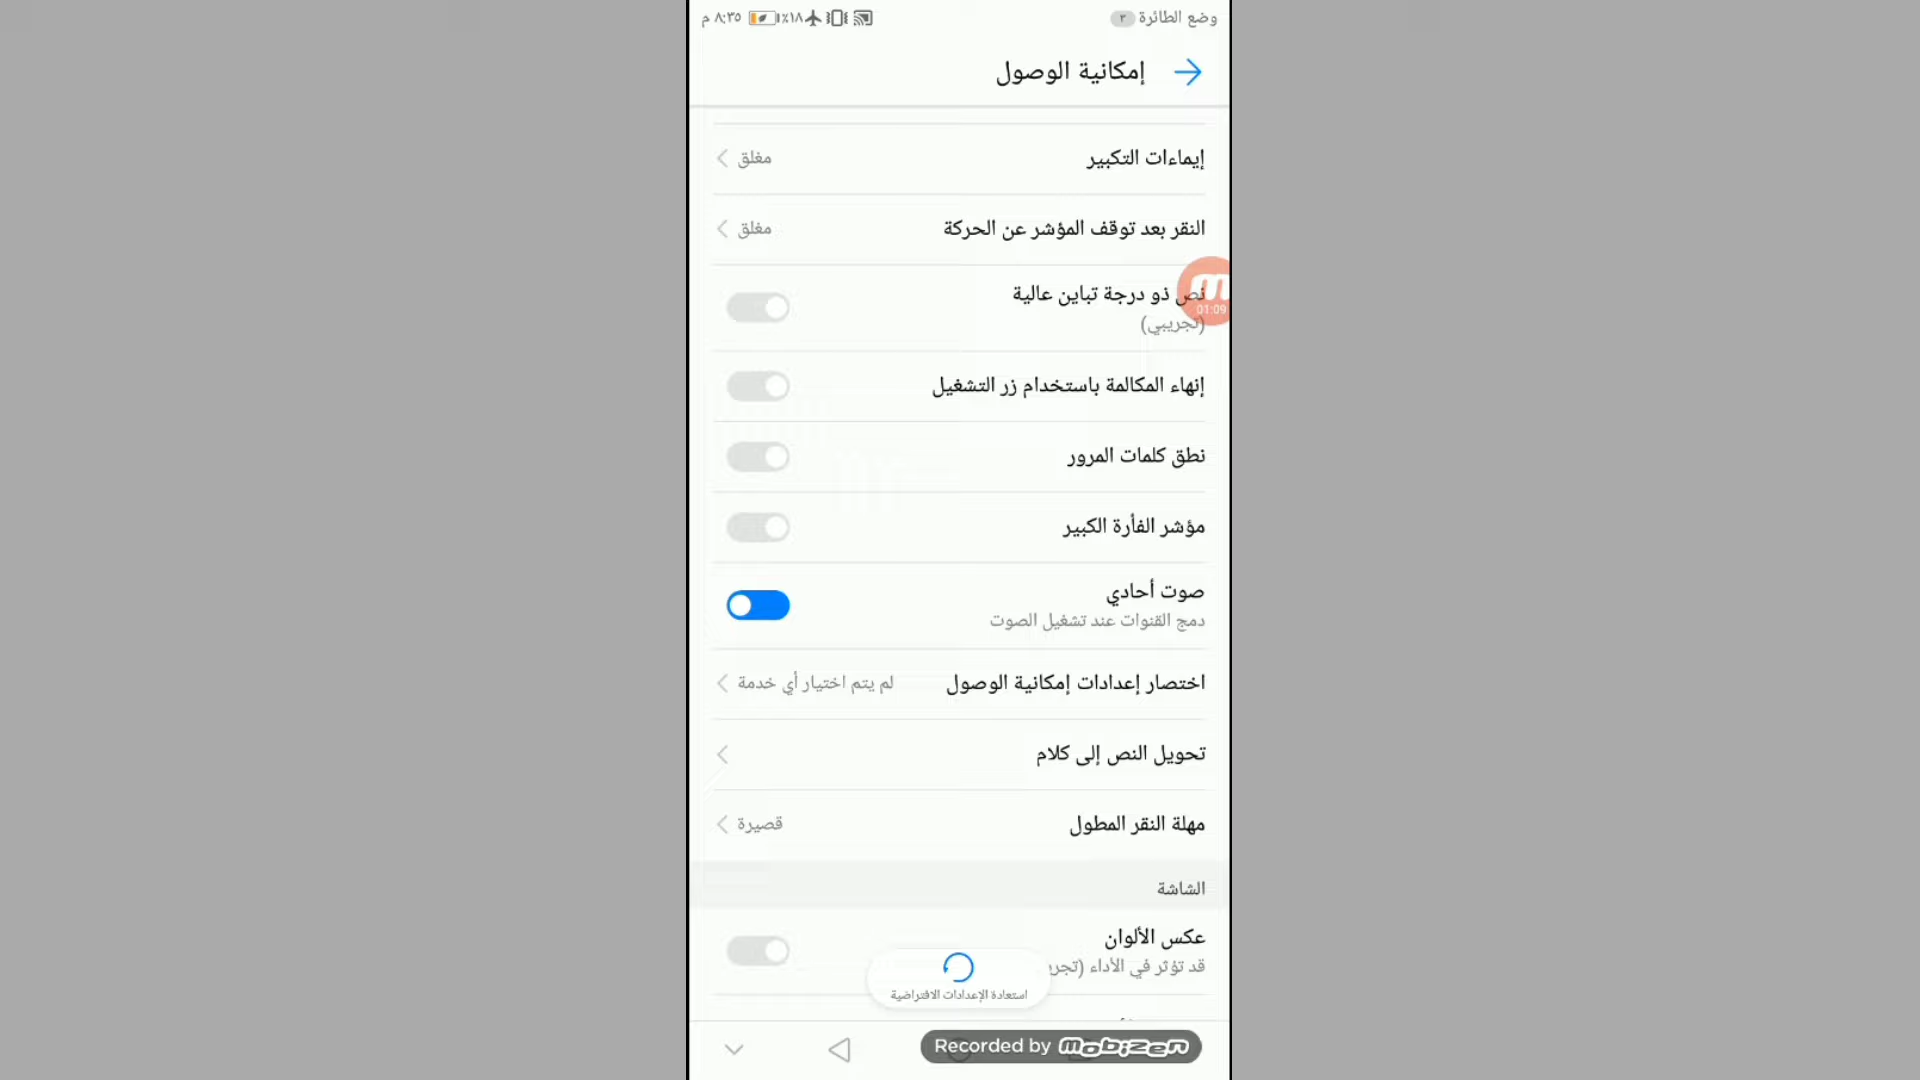 وضع الطائرة ٣
٨:٣٥ م ٪١٨
إمكانية الوصول
إيماءات التكبير
مغلق
النقر بعد توقف المؤشر عن الحركة
مغلق
نص ذو درجة تباين عالية
(تجريبي)
01:09
إنهاء المكالمة باستخدام زر التشغيل
نطق كلمات المرور
مؤشر الفأرة الكبير
صوت أحادي
دمج القنوات عند تشغيل الصوت
اختصار إعدادات إمكانية الوصول
لم يتم اختيار أي خدمة
تحويل النص إلى كلام
مهلة النقر المطول
قصيرة
الشاشة
عكس الألوان
قد تؤثر في الأداء
استعادة الإعدادات الافتراضية
Recorded by mobizen